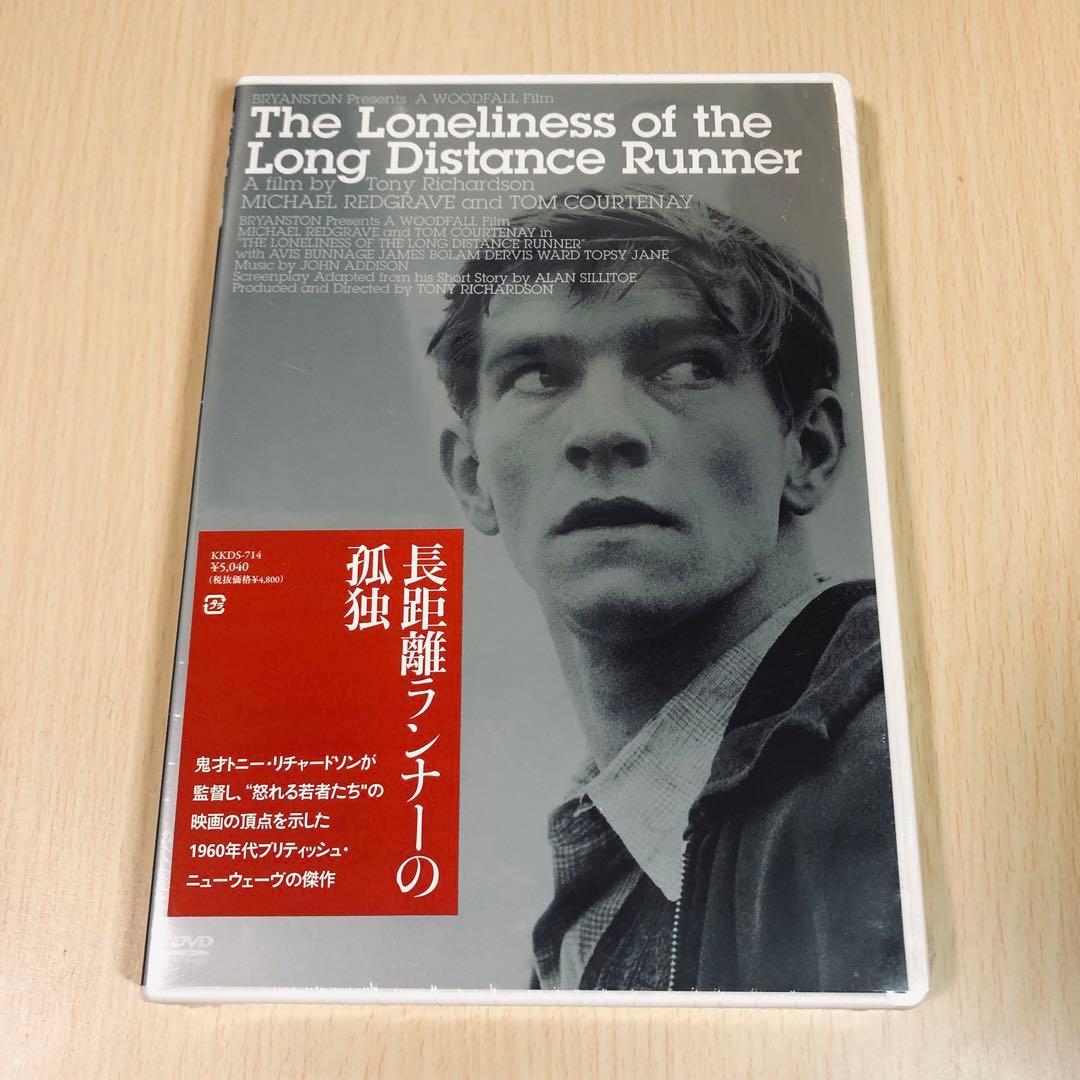 BRYANSTON Presents A WOODFALL Film
The Loneliness of the
Long Distance Runner
A film by Tony Richardson
MICHAEL REDGRAVE and TOM COURTENAY
BRYANSTON Presents A WOODFALL Film
MICHAEL REDGRAVE and TOM COURTENAY in
"THE LONELINESS OF THE LONG DISTANCE RUNNER"
with AVIS BUNNAGE JAMES BOLAM DERVIS WARD TOPSY JANE
Music by JOHN ADDISON
Screenplay Adapted from his Short Story by ALAN SILLITOE
Produced and Directed by TONY RICHARDSON
KKDS-714
¥5,040
(税抜価格¥4,800)
クラ
長距離ランナーの
孤独
鬼才トニー・リチャードソンが
監督し、“怒れる若者たち"の
映画の頂点を示した
1960年代ブリティッシュ・
ニューウェーヴの傑作
DVD